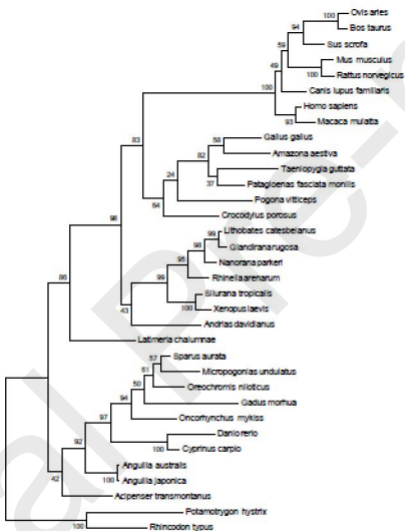 Ovis aries
100
94
Bos taurus
59
Sus scrofa
49
Mus musculus
100
Rattus norvegicus
100
Canis lupus familiaris
Homo sapiens
93
Macaca mulatta
83
58
Gallus gallus
82
Amazona aestiva
24
Taeniopygia guttata
37
Patagioenas fasciata monilis
64
Pogona vitticeps
98
Crocodylus porosus
99
Lithobates catesbeianus
98
Glandirana rugosa
95
Nanorana parkeri
99
Rhinella arenarum
86
Silurana tropicalis
100
Xenopus laevis
43
Andrias davidianus
Latimeria chalumnae
57
Sparus aurata
61
Micropogonias undulatus
50
Oreochromis niloticus
94
Gadus morhua
97
Oncorhynchus mykiss
92
Danio rerio
100
Cyprinus carpio
Anguilla australis
100
Anguilla japonica
42
Acipenser transmontanus
Potamotrygon hystrix
100
Rhincodon typus